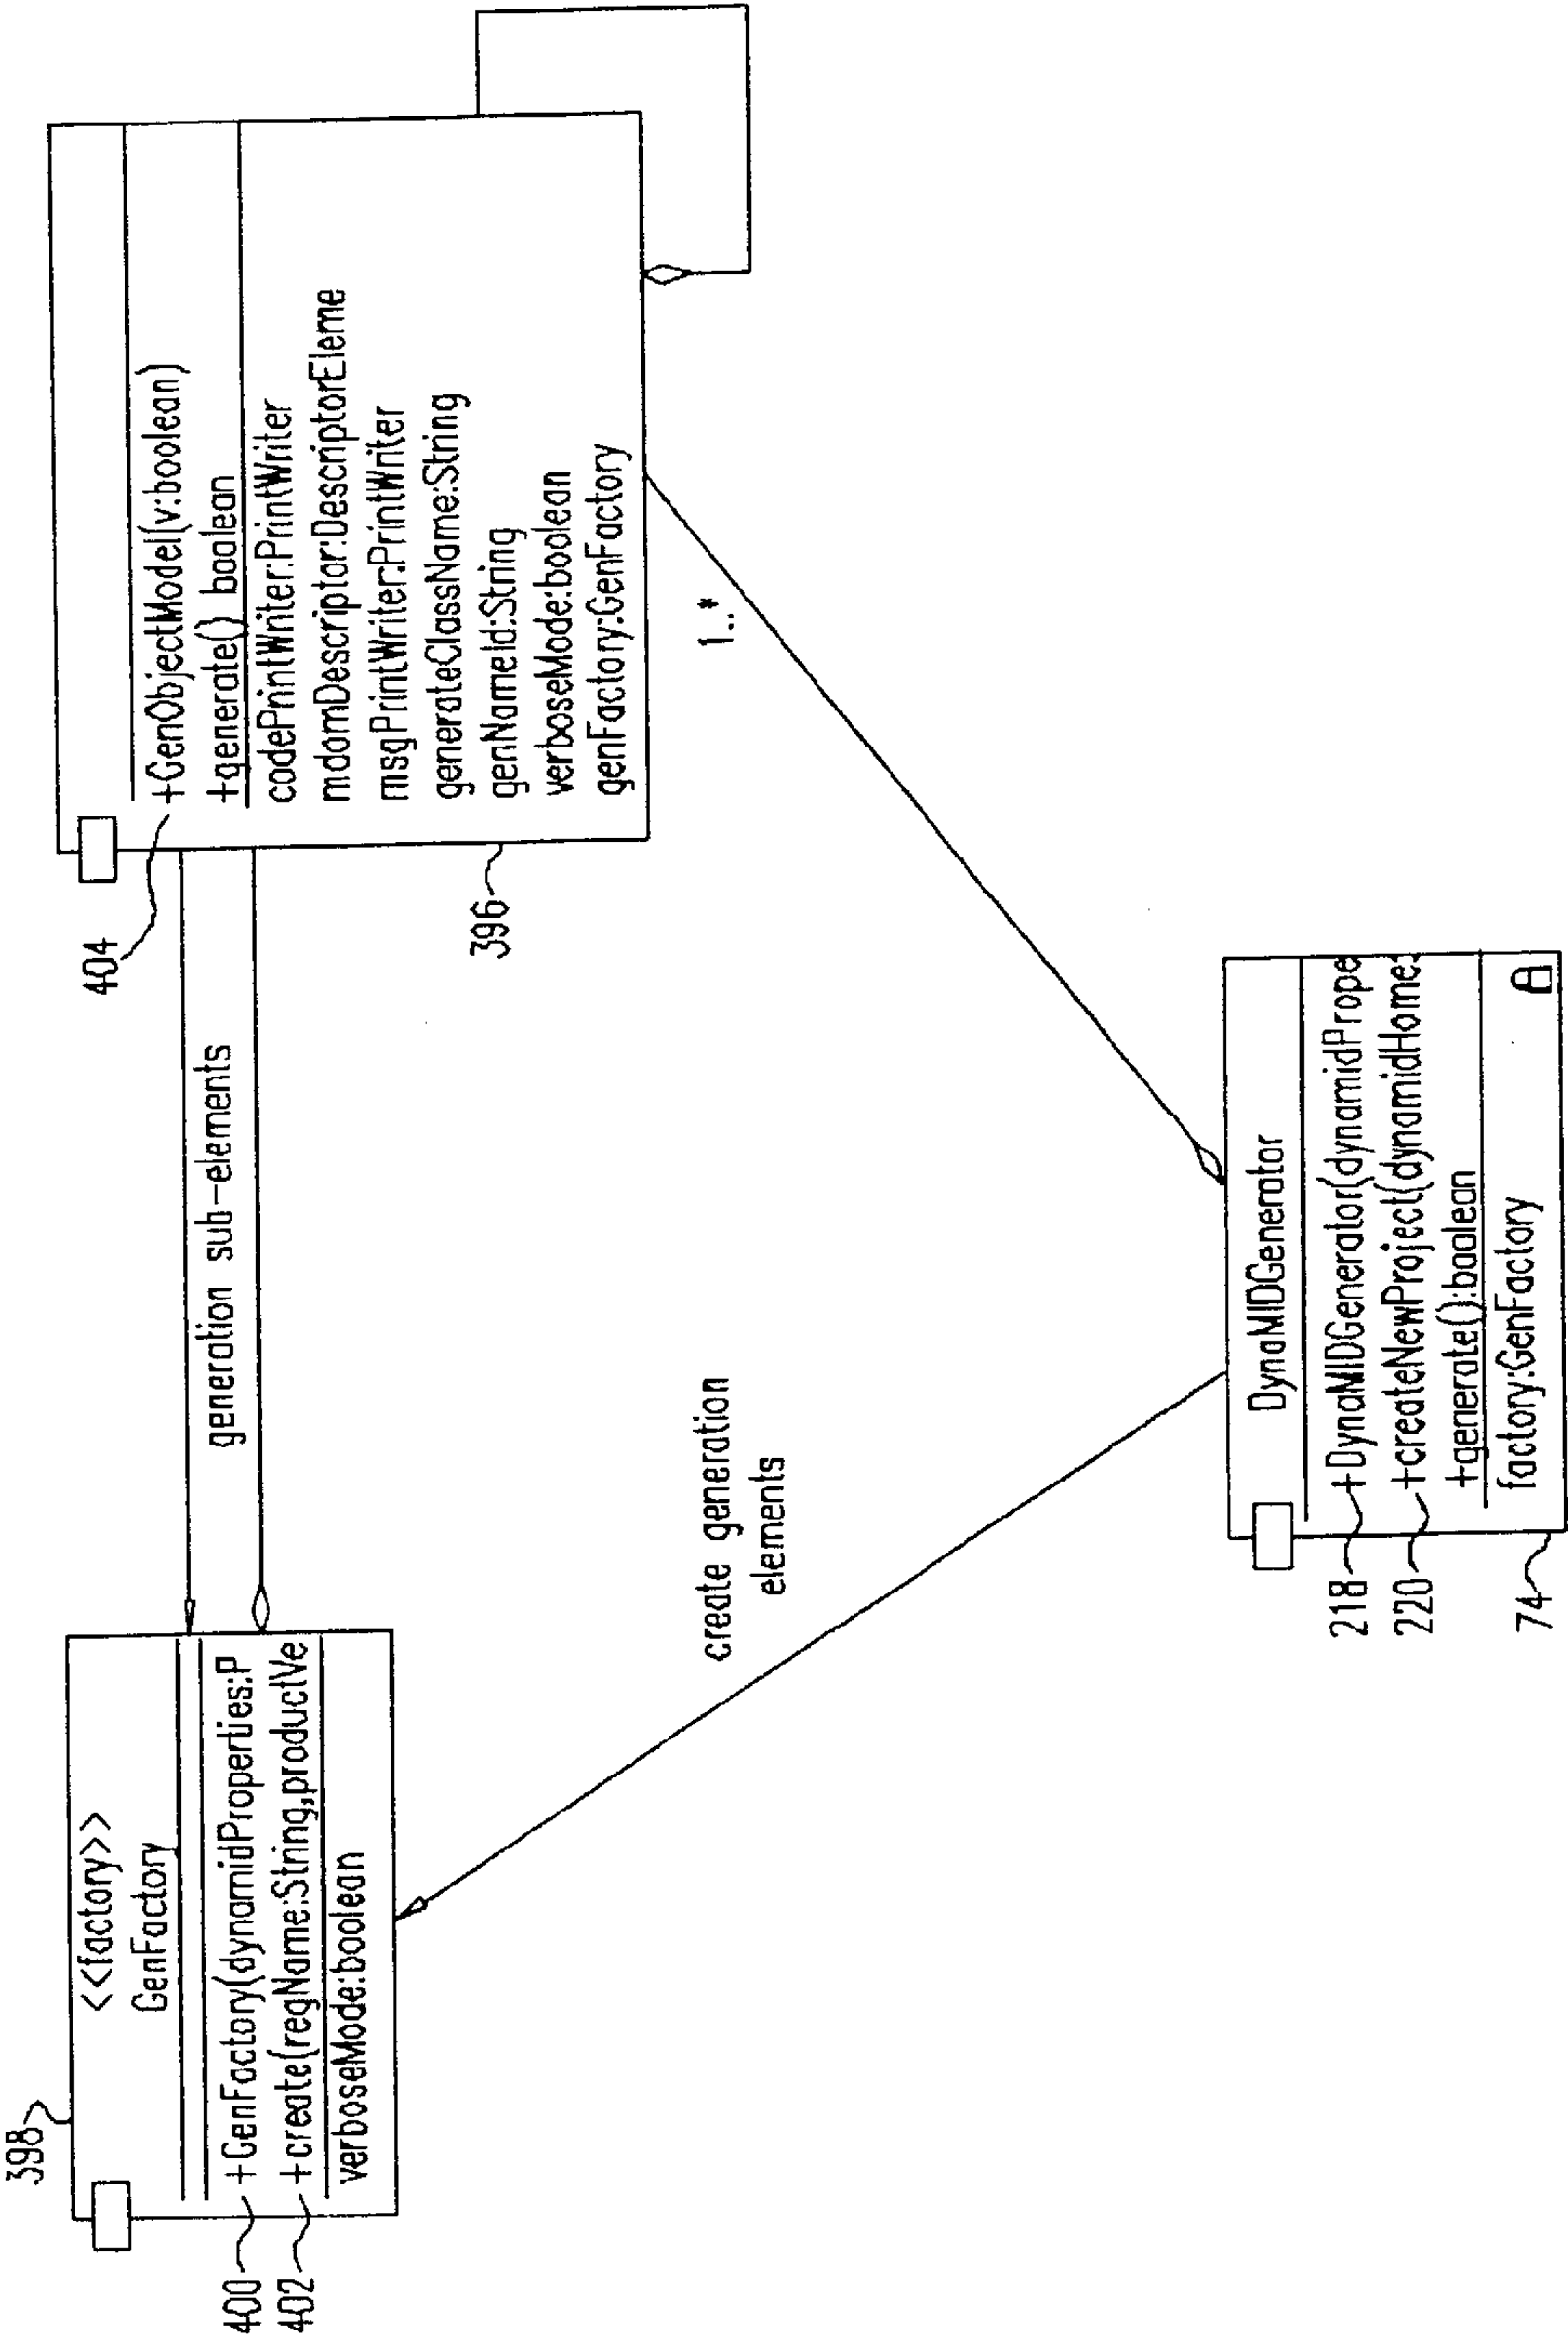 398
<<factory>>
GenFactory
400
+GenFactory(dynamidProperties:P
402
+create(regName:String,productVe
verboseMode:boolean
generation sub-elements
404
+GenObjectModel(v:boolean)
+generate() boolean
codePrintWriter:PrintWriter
mdomDescriptor:DescriptorEleme
msgPrintWriter:PrintWriter
generateClassName:String
genNameId:String
verboseMode:boolean
genFactory:GenFactory
396
create generation
elements
1..*
DynaMIDGenerator
218
+DynaMIDGenerator(dynamidPrope
220
+createNewProject(dynamidHome:
+generate():boolean
factory:GenFactory
74